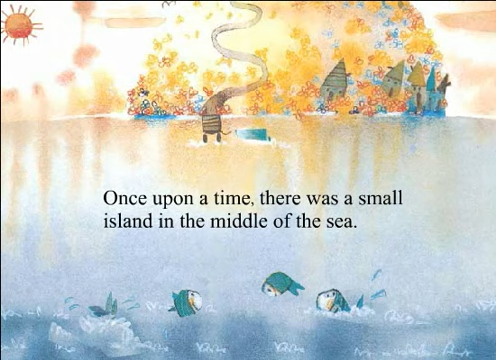 Once upon a time, there was a small
island in the middle of the sea.